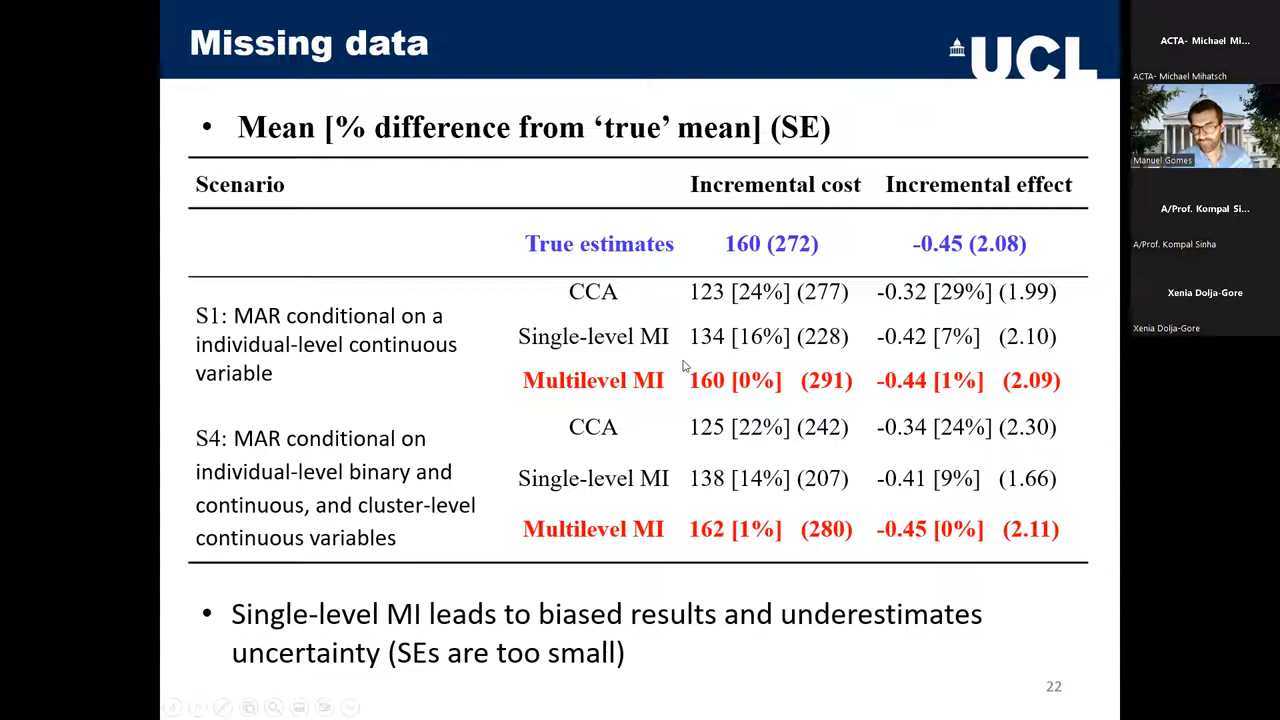 Missing data
UCL
• Mean [% difference from ‘true’ mean] (SE)
Scenario Incremental cost Incremental effect
True estimates 160 (272) -0.45 (2.08)
S1: MAR conditional on a
individual-level continuous
variable
CCA 123 [24%] (277) -0.32 [29%] (1.99)
Single-level MI 134 [16%] (228) -0.42 [7%] (2.10)
Multilevel MI 160 [0%] (291) -0.44 [1%] (2.09)
S4: MAR conditional on
individual-level binary and
continuous, and cluster-level
continuous variables
CCA 125 [22%] (242) -0.34 [24%] (2.30)
Single-level MI 138 [14%] (207) -0.41 [9%] (1.66)
Multilevel MI 162 [1%] (280) -0.45 [0%] (2.11)
• Single-level MI leads to biased results and underestimates
uncertainty (SEs are too small)
22
ACTA- Michael Mi...
ACTA- Michael Mihatsch
Manuel Gomes
A/Prof. Kompal Si...
A/Prof. Kompal Sinha
Xenia Dolja-Gore
Xenia Dolja-Gore